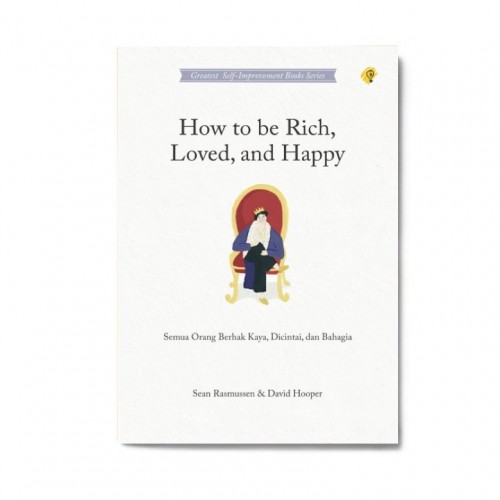 Greatest Self-Improvement Books Series
How to be Rich,
Loved, and Happy
Semua Orang Berhak Kaya, Dicintai, dan Bahagia
Sean Rasmussen & David Hooper